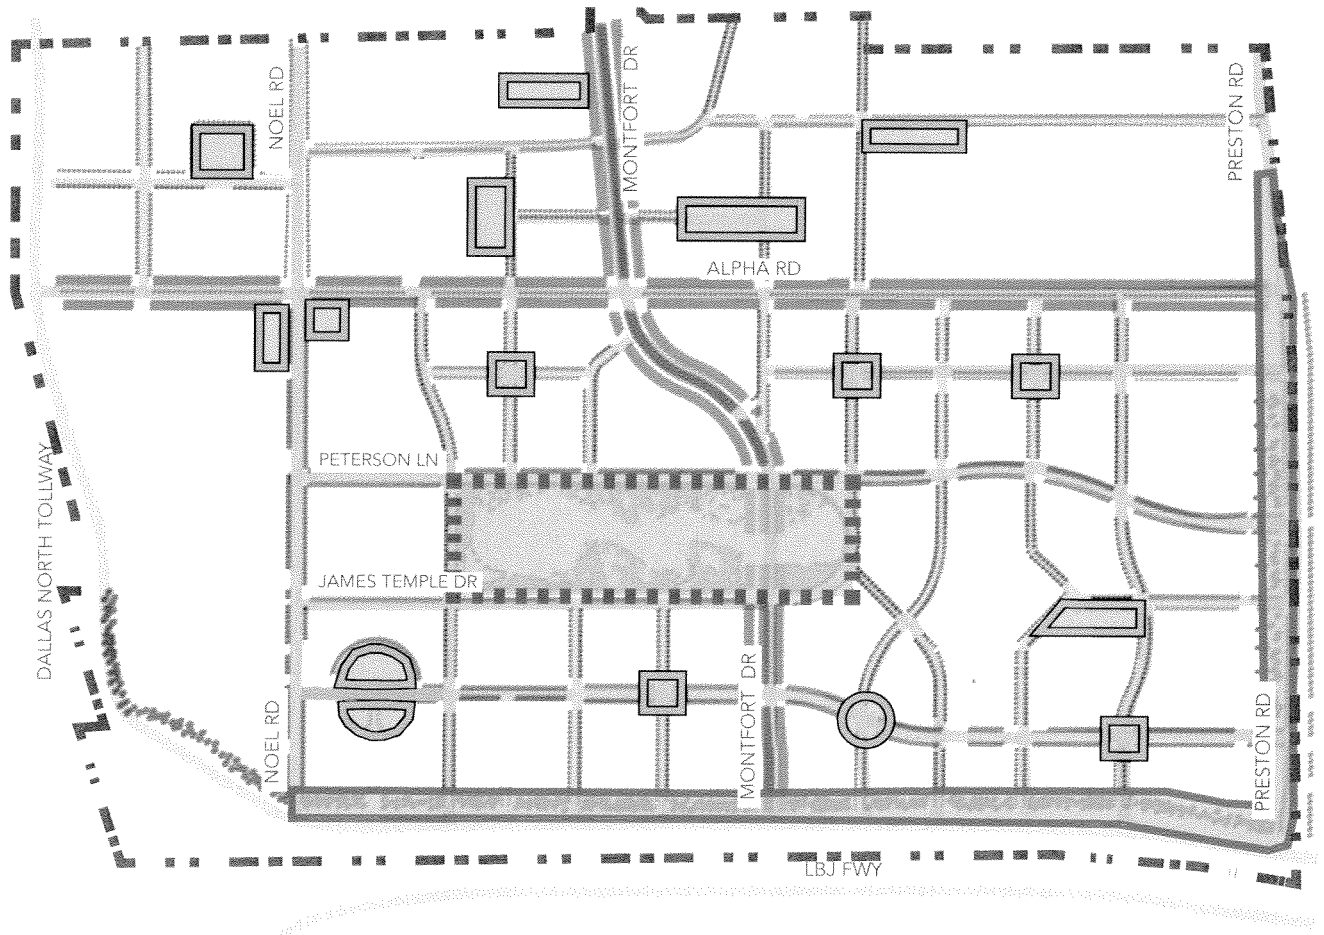 MONTFORT DR
NOEL RD
PRESTON RD
ALPHA RD
PETERSON LN
DALLAS NORTH TOLLWAY
JAMES TEMPLE DR
NOEL RD
MONTFORT DR
PRESTON RD
LBJ FWY